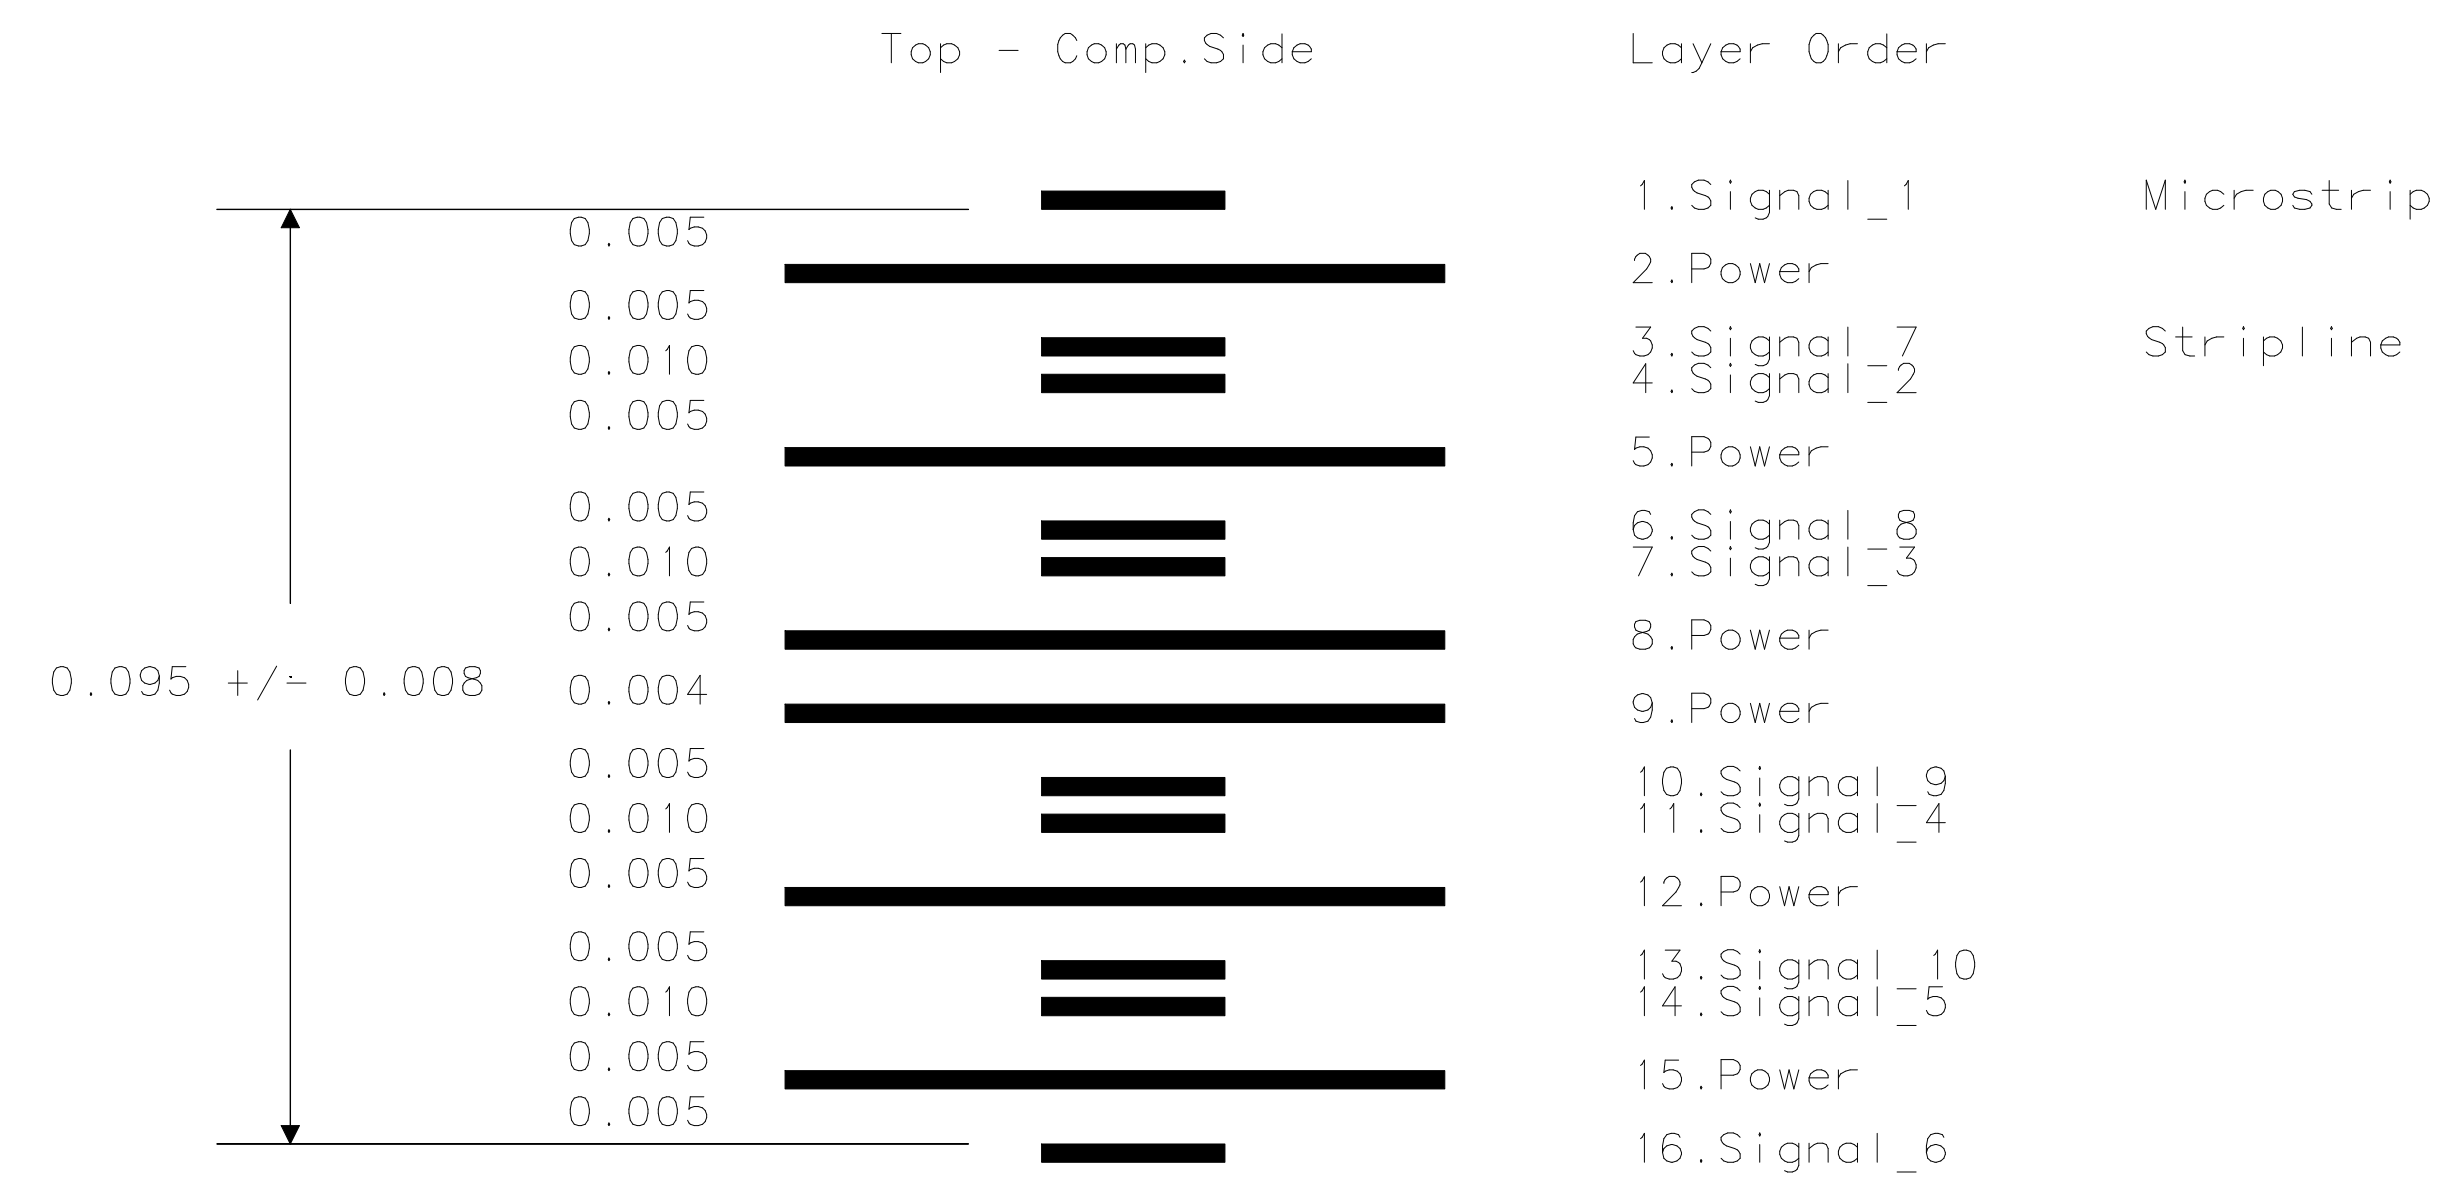 Top - Comp.Side Layer Order
1.Signal_1 Microstrip
0.005
2.Power
0.005
3.Signal_7 Stripline
0.010
4.Signal_2
0.005
5.Power
0.005
6.Signal_8
0.010
7.Signal_3
0.005
8.Power
0.095 +/- 0.008 0.004
9.Power
0.005
10.Signal_9
0.010
11.Signal_4
0.005
12.Power
0.005
13.Signal_10
0.010
14.Signal_5
0.005
15.Power
0.005
16.Signal_6